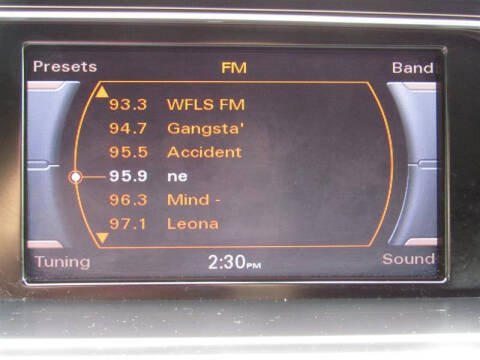 Presets FM Band
93.3 WFLS FM
94.7 Gangsta'
95.5 Accident
95.9 ne
96.3 Mind -
97.1 Leona
Tuning 2:30PM Sound